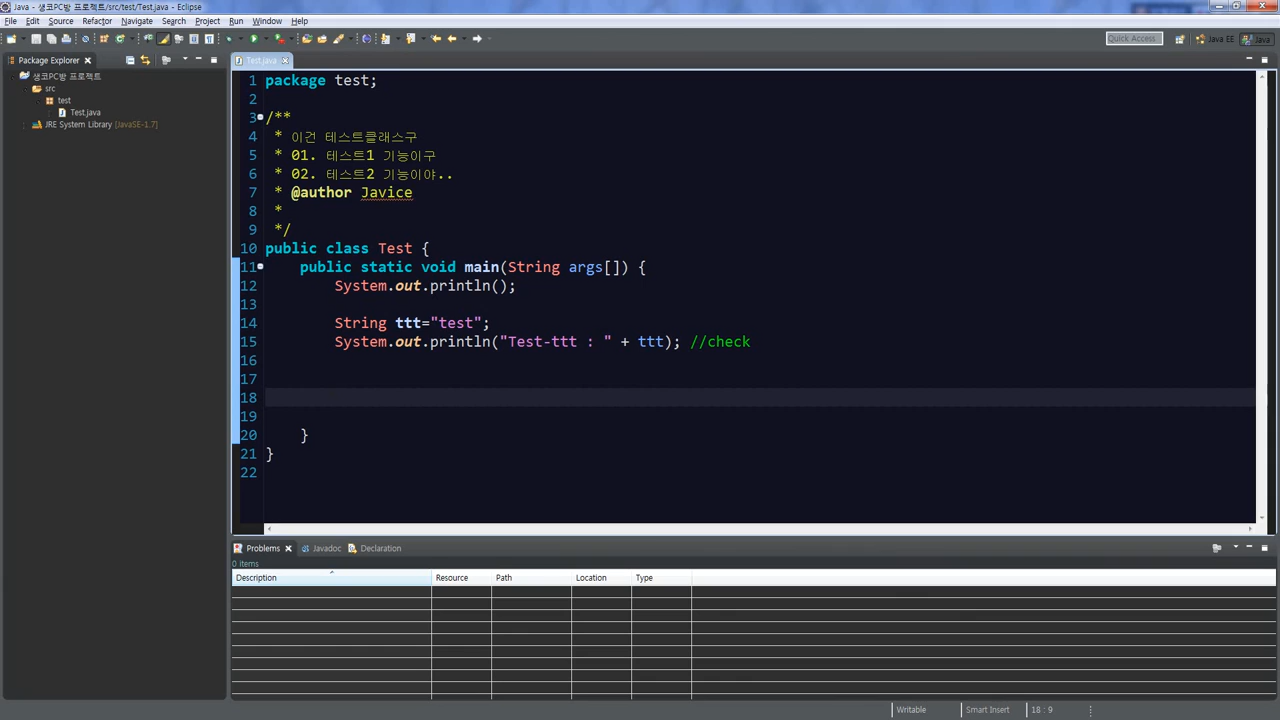 Java - 생코PC방 프로젝트/src/test/Test.java - Eclipse
File Edit Source Refactor Navigate Search Project Run Window Help
Quick Access Java EE Java
Package Explorer
생코PC방 프로젝트
src
test
Test.java
JRE System Library [JavaSE-1.7]
Test.java
1 package test;
2
3 /**
4 * 이건 테스트클래스구
5 * 01. 테스트1 기능이구
6 * 02. 테스트2 기능이야..
7 * @author Javice
8 *
9 */
10 public class Test {
11 public static void main(String args[]) {
12 System.out.println();
13
14 String ttt="test";
15 System.out.println("Test-ttt : " + ttt); //check
16
17
18
19
20 }
21 }
22
Problems Javadoc Declaration
0 items
Description Resource Path Location Type
Writable Smart Insert 18 : 9